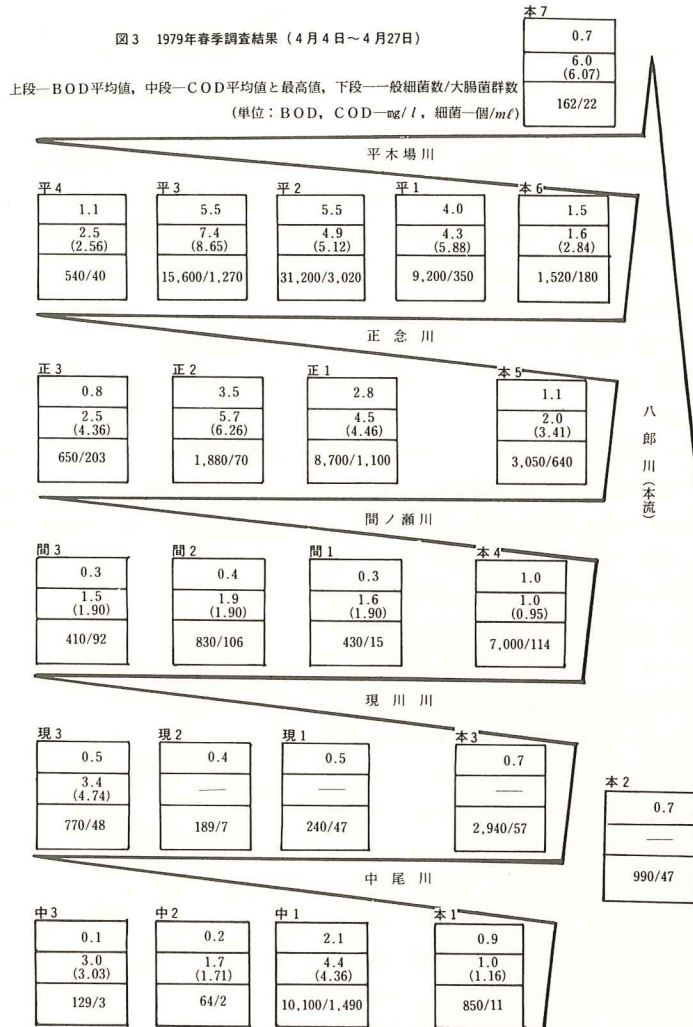 図3 1979年春季調査結果（4月4日～4月27日）
上段―BOD平均値，中段―COD平均値と最高値，下段―一般細菌数/大腸菌群数
（単位：BOD，COD―mg/l，細菌―個/mℓ）
本7
0.7
6.0
(6.07)
162/22
平木場川
平4 平3 平2 平1 本6
1.1 5.5 5.5 4.0 1.5
2.5 7.4 4.9 4.3 1.6
(2.56) (8.65) (5.12) (5.88) (2.84)
540/40 15,600/1,270 31,200/3,020 9,200/350 1,520/180
正念川
正3 正2 正1 本5
0.8 3.5 2.8 1.1
2.5 5.7 4.5 2.0
(4.36) (6.26) (4.46) (3.41)
650/203 1,880/70 8,700/1,100 3,050/640
八郎川（本流）
間ノ瀬川
間3 間2 間1 本4
0.3 0.4 0.3 1.0
1.5 1.9 1.6 1.0
(1.90) (1.90) (1.90) (0.95)
410/92 830/106 430/15 7,000/114
現川川
現3 現2 現1 本3
0.5 0.4 0.5 0.7
3.4 ― ― ―
(4.74)
770/48 189/7 240/47 2,940/57
本2
0.7
―
990/47
中尾川
中3 中2 中1 本1
0.1 0.2 2.1 0.9
3.0 1.7 4.4 1.0
(3.03) (1.71) (4.36) (1.16)
129/3 64/2 10,100/1,490 850/11